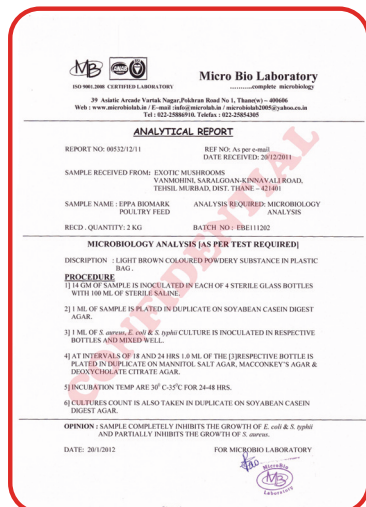 MB
ISO 9001.2008 CERTIFIED LABORATORY
Micro Bio Laboratory
............complete microbiology
39 Asiatic Arcade Vartak Nagar,Pokhran Road No 1, Thane(w) – 400606
Web : www.microbiolab.in / E-mail :info@microlab.in / microbiolab2005@yahoo.co.in
Tel : 022-25886910. Telefax : 022-25854305
ANALYTICAL REPORT
REPORT NO: 00532/12/11 REF NO: As per e-mail
DATE RECEIVED: 20/12/2011
SAMPLE RECEIVED FROM: EXOTIC MUSHROOMS
VANMOHINI, SARALGOAN-KINNAVALI ROAD,
TEHSIL MURBAD, DIST. THANE – 421401
SAMPLE NAME : EPPA BIOMARK ANALYSIS REQUIRED: MICROBIOLOGY
POULTRY FEED ANALYSIS
RECD . QUANTITY: 2 KG BATCH NO : EBE111202
MICROBIOLOGY ANALYSIS [AS PER TEST REQUIRED]
DISCRIPTION : LIGHT BROWN COLOURED POWDERY SUBSTANCE IN PLASTIC
BAG .
PROCEDURE
1] 14 GM OF SAMPLE IS INOCULATED IN EACH OF 4 STERILE GLASS BOTTLES
WITH 100 ML OF STERILE SALINE.
2] 1 ML OF SAMPLE IS PLATED IN DUPLICATE ON SOYABEAN CASEIN DIGEST
AGAR.
3] 1 ML OF S. aureus, E. coli & S. typhii CULTURE IS INOCULATED IN RESPECTIVE
BOTTLES AND MIXED WELL.
4] AT INTERVALS OF 18 AND 24 HRS 1.0 ML OF THE [3]RESPECTIVE BOTTLE IS
PLATED IN DUPLICATE ON MANNITOL SALT AGAR, MACCONKEY'S AGAR &
DEOXYCHOLATE CITRATE AGAR.
5] INCUBATION TEMP ARE 30⁰ C-35⁰C FOR 24-48 HRS.
6] CULTURES COUNT IS ALSO TAKEN IN DUPLICATE ON SOYABEAN CASEIN
DIGEST AGAR.
OPINION : SAMPLE COMPLETELY INHIBITS THE GROWTH OF E. coli & S. typhii
AND PARTIALLY INHIBITS THE GROWTH OF S. aureus.
DATE: 20/1/2012 FOR MICROBIO LABORATORY
MicroBio
MB
Laboratory
CONFIDENTIAL